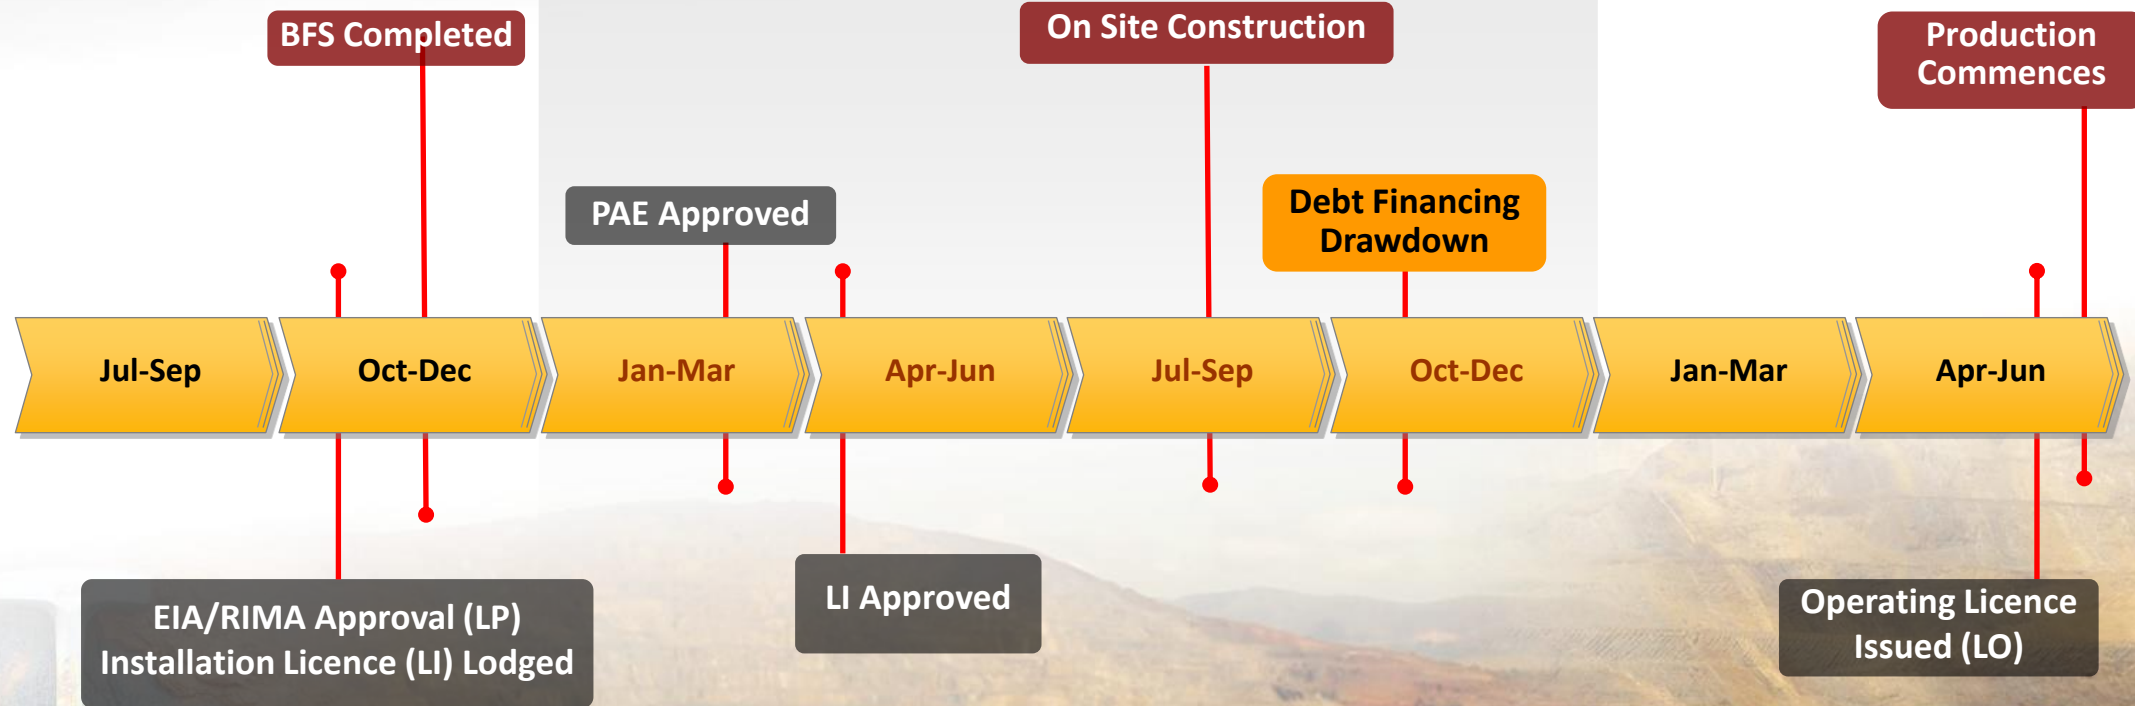 BFS Completed
On Site Construction
Production
Commences
PAE Approved
Debt Financing
Drawdown
Jul-Sep
Oct-Dec
Jan-Mar
Apr-Jun
Jul-Sep
Oct-Dec
Jan-Mar
Apr-Jun
EIA/RIMA Approval (LP)
Installation Licence (LI) Lodged
LI Approved
Operating Licence
Issued (LO)